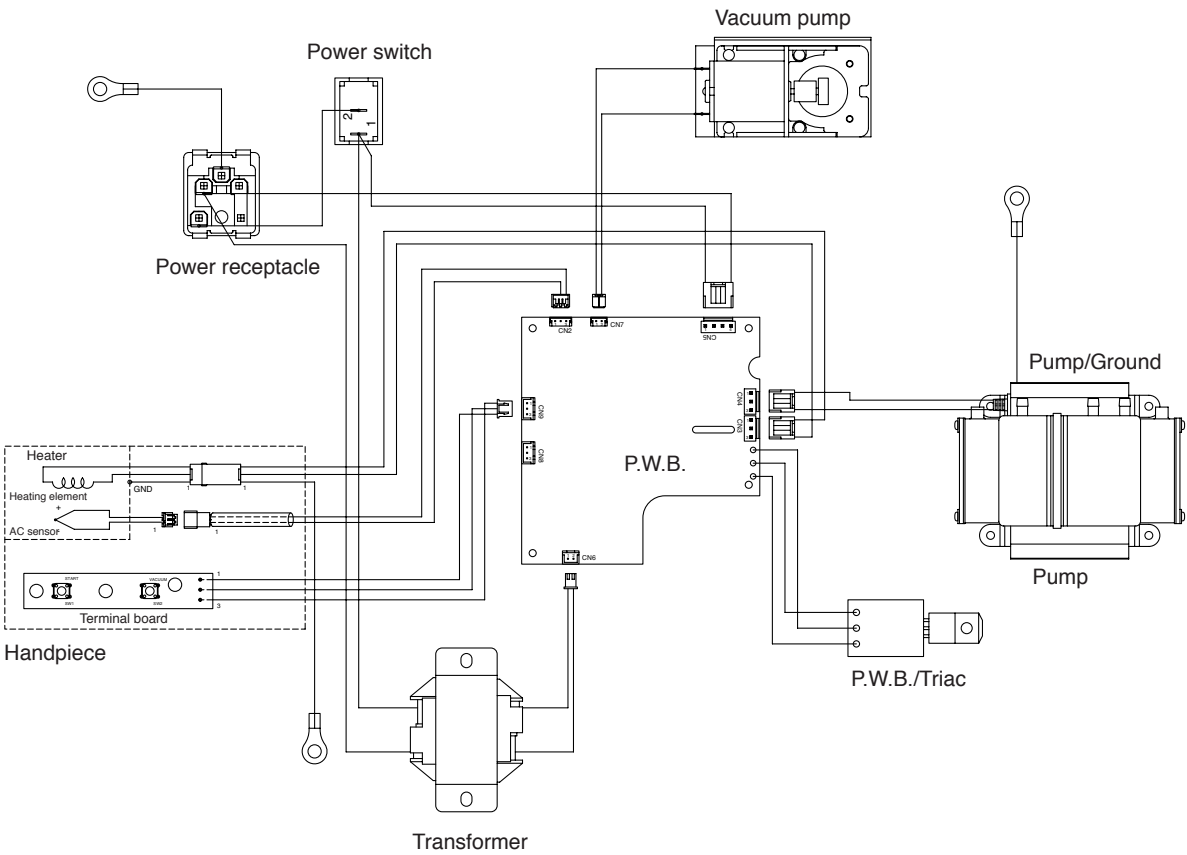 Vacuum pump
Power switch
2
1
Power receptacle
CN2
CN7
CN5
Pump/Ground
CN4
CN9
CN3
Heater
P.W.B.
CN8
GND
1
1
Heating element
+
AC sensor
-
1
1
CN6
START
VACUUM
1
SW1
SW2
3
Terminal board
Pump
Handpiece
P.W.B./Triac
Transformer